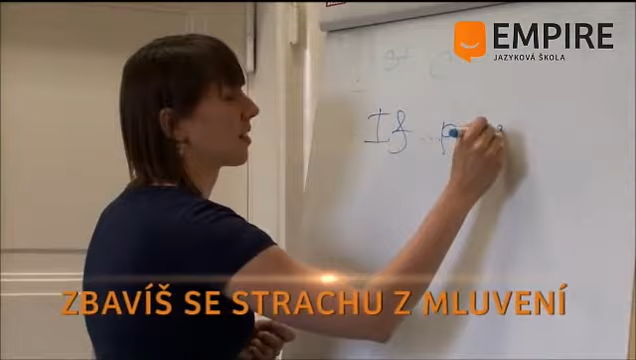 EMPIRE
JAZYKOVÁ ŠKOLA
If ...
ZBAVÍŠ SE STRACHU Z MLUVENÍ